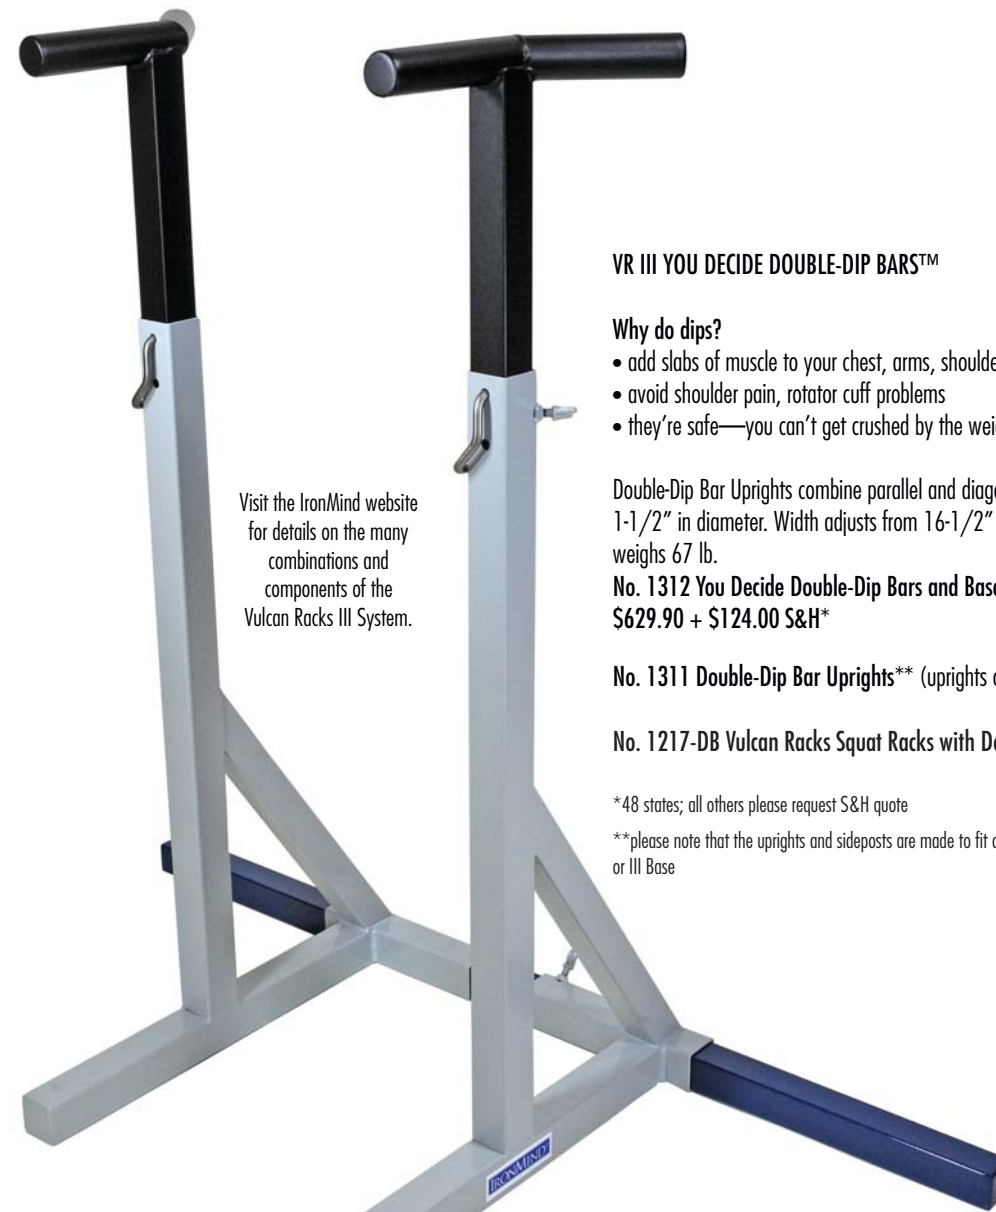 VR III YOU DECIDE DOUBLE-DIP BARS™
Why do dips?
• add slabs of muscle to your chest, arms,
• avoid shoulder pain, rotator cuff problems
• they're safe—you can't get crushed by the
Visit the IronMind website
for details on the many
combinations and
components of the
Vulcan Racks III System.
Double-Dip Bar Uprights combine parallel and
1-1/2" in diameter. Width adjusts from 16-1/2"
weighs 67 lb.
No. 1312 You Decide Double-Dip Bars and
$629.90 + $124.00 S&H*
No. 1311 Double-Dip Bar Uprights** (uprights
No. 1217-DB Vulcan Racks Squat Racks with
*48 states; all others please request S&H quote
**please note that the uprights and sideposts are made to fit
or III Base
IRONMIND®